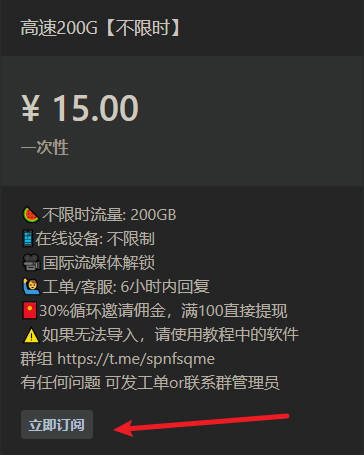 高速200G【不限时】
¥ 15.00
一次性
🍉不限时流量: 200GB
📱在线设备: 不限制
🎥国际流媒体解锁
🙋‍♂️工单/客服: 6小时内回复
🧧30%循环邀请佣金，满100直接提现
⚠️如果无法导入，请使用教程中的软件
群组 https://t.me/spnfsqme
有任何问题 可发工单or联系群管理员
立即订阅